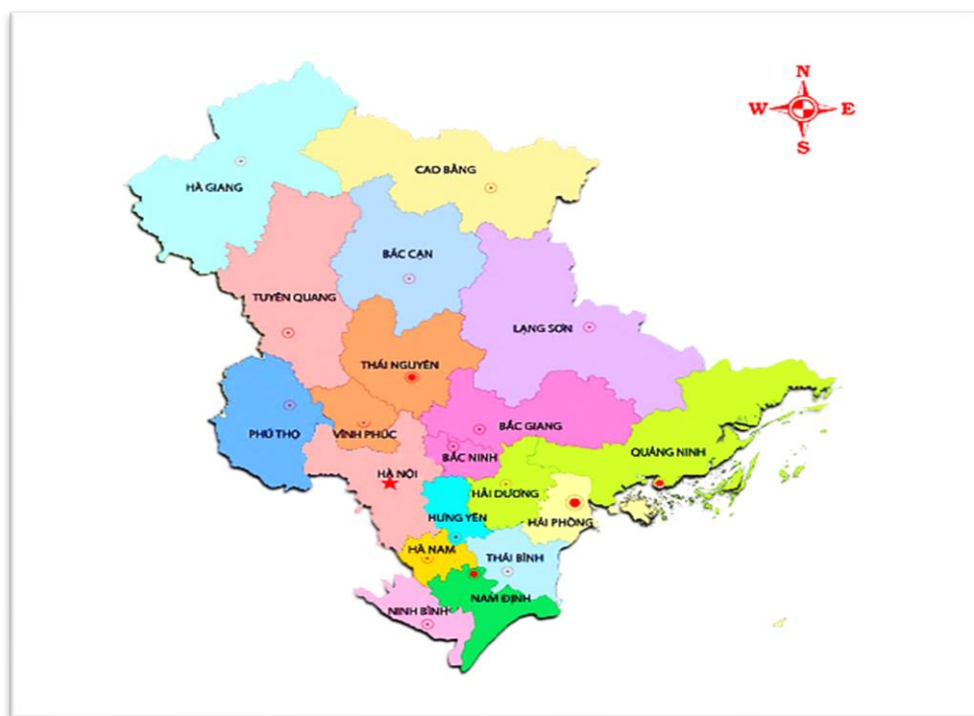 N
W E
S
CAO BẰNG
HÀ GIANG
BẮC CẠN
TUYÊN QUANG
LẠNG SƠN
THÁI NGUYÊN
BẮC GIANG
PHÚ THỌ
VĨNH PHÚC
QUẢNG NINH
BẮC NINH
HÀ NỘI
HẢI DƯƠNG
HƯNG YÊN
HẢI PHÒNG
HÀ NAM
THÁI BÌNH
NAM ĐỊNH
NINH BÌNH